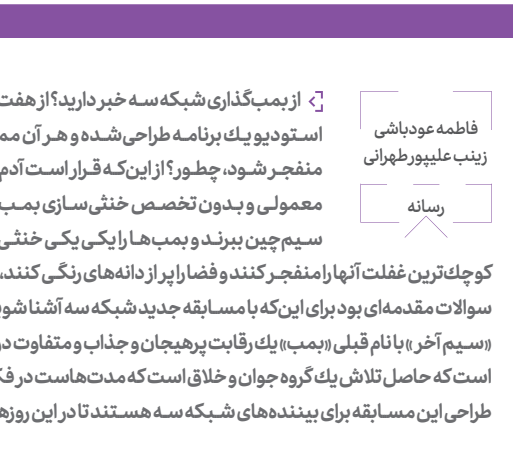 فاطمه عودباشی
زینب علیپورطهرانی
رسانه
از بمب‌گذاری شبکه سه خبر دارید؟ از هفت
استودیو یک برنامه طراحی‌شده و هر آن مم
منفجر شود، چطور؟ از این‌که قرار است آدم
معمولی و بدون تخصص خنثی‌سازی بمب
سیم‌چین ببرند و بمب‌ها را یکی یکی خنثی
کوچک‌ترین غفلت آنها را منفجر کنند و فضا را پر از دانه‌های رنگی کنند،
سوالات مقدمه‌ای بود برای این‌که با مسابقه جدید شبکه سه آشنا شوی
«سیم آخر» با نام قبلی «بمب» یک رقابت پرهیجان و جذاب و متفاوت در
است که حاصل تلاش یک گروه جوان و خلاق است که مدت‌هاست در فک
طراحی این مسابقه برای بیننده‌های شبکه سه هستند تا در این روزه